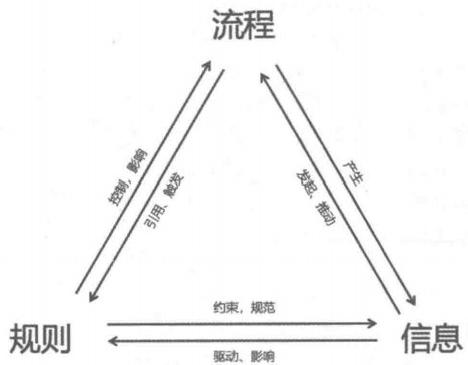 流程
控制，影响
引用、触发
产生
发起、推动
约束，规范
规则
信息
驱动、影响